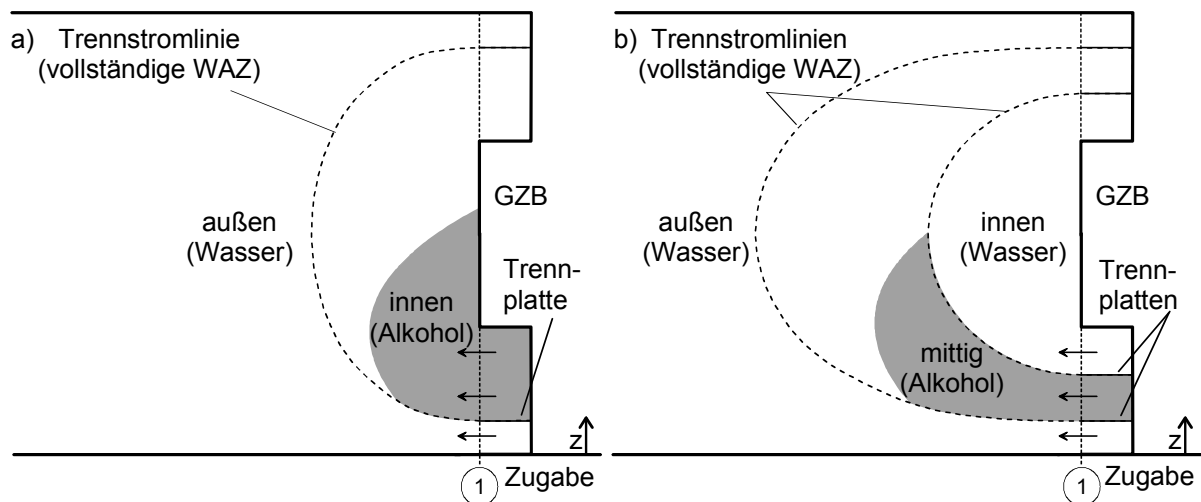 a) Trennstromlinie
(vollständige WAZ)
GZB
außen
(Wasser)
Trenn-
platte
innen
(Alkohol)
z
1
Zugabe
b) Trennstromlinien
(vollständige WAZ)
GZB
außen
(Wasser)
innen
(Wasser)
Trenn-
platten
mittig
(Alkohol)
z
1
Zugabe